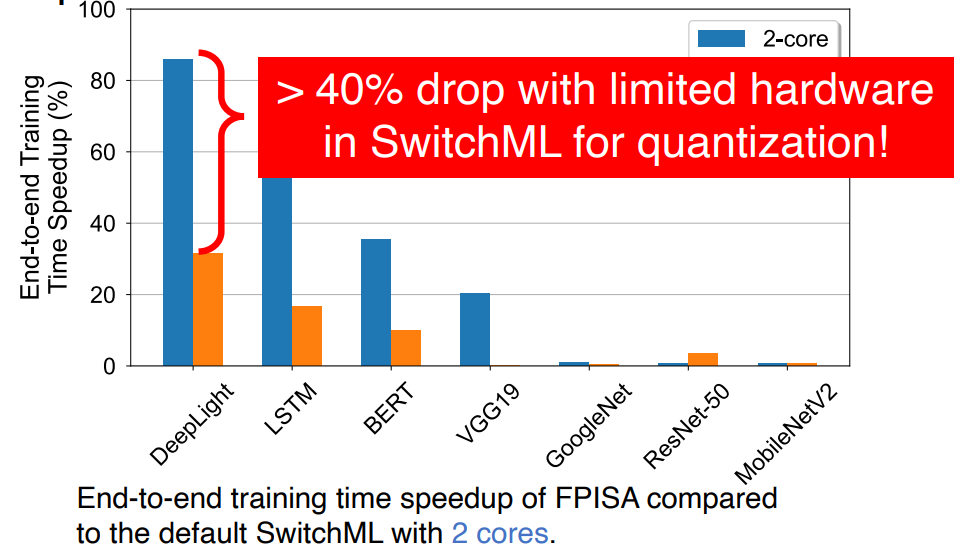 100
80
60
40
20
0
End-to-end Training
Time Speedup (%)
2-core
> 40% drop with limited hardware
in SwitchML for quantization!
DeepLight
LSTM
BERT
VGG19
GoogleNet
ResNet-50
MobileNetV2
End-to-end training time speedup of FPISA compared
to the default SwitchML with 2 cores.